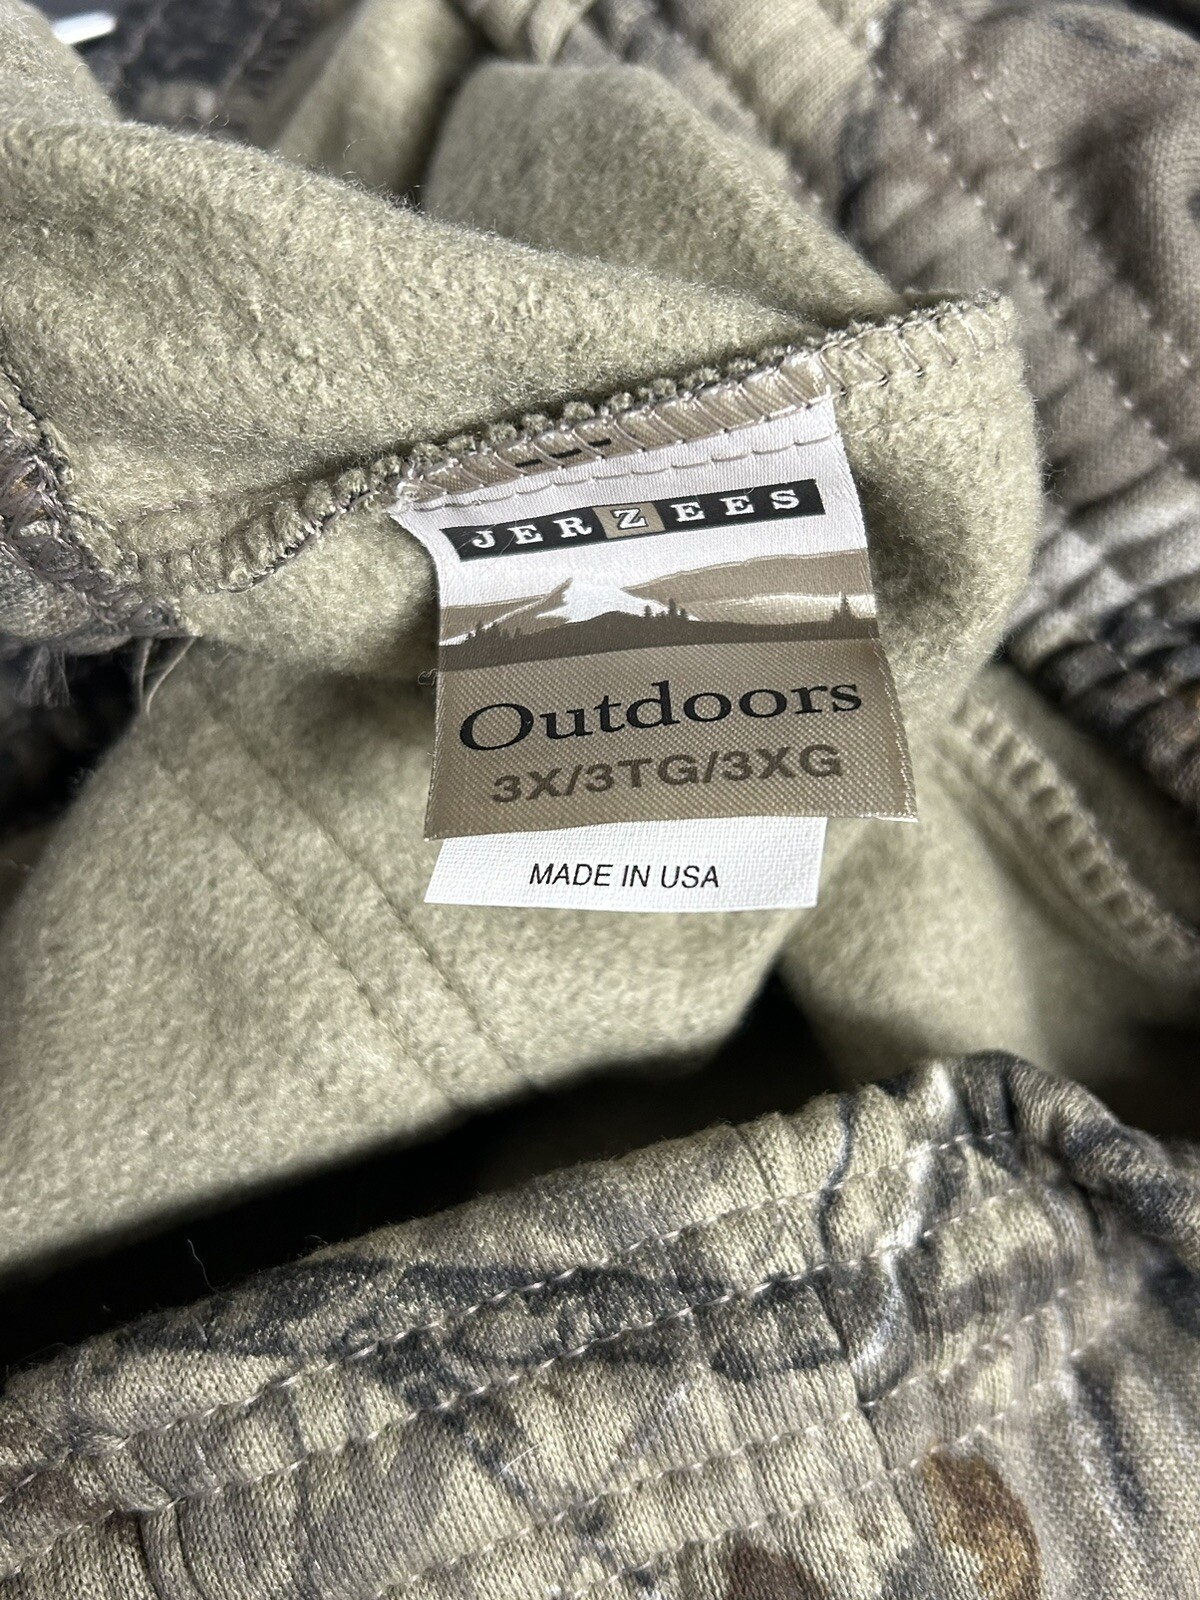 JERZEES
Outdoors
3X/3TG/3XG
MADE IN USA